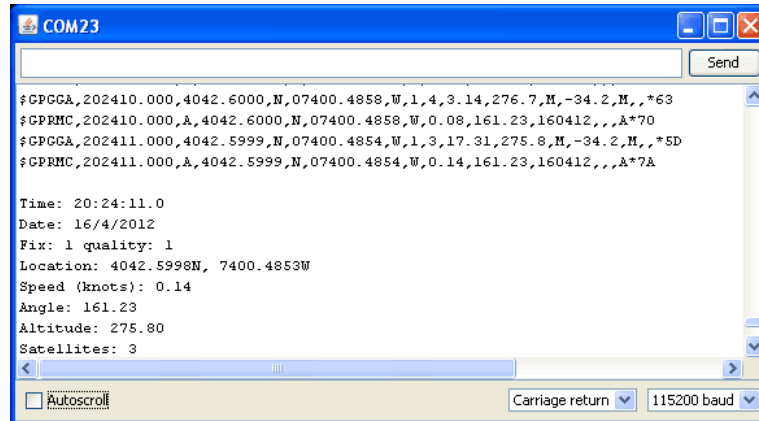 COM23
Send
$GPGGA,202410.000,4042.6000,N,07400.4858,W,1,4,3.14,276.7,M,-34.2,M,,*63
$GPRMC,202410.000,A,4042.6000,N,07400.4858,W,0.08,161.23,160412,,,A*70
$GPGGA,202411.000,4042.5999,N,07400.4854,W,1,3,17.31,275.8,M,-34.2,M,,*5D
$GPRMC,202411.000,A,4042.5999,N,07400.4854,W,0.14,161.23,160412,,,A*7A
Time: 20:24:11.0
Date: 16/4/2012
Fix: 1 quality: 1
Location: 4042.5998N, 7400.4853W
Speed (knots): 0.14
Angle: 161.23
Altitude: 275.80
Satellites: 3
Autoscroll Carriage return 115200 baud